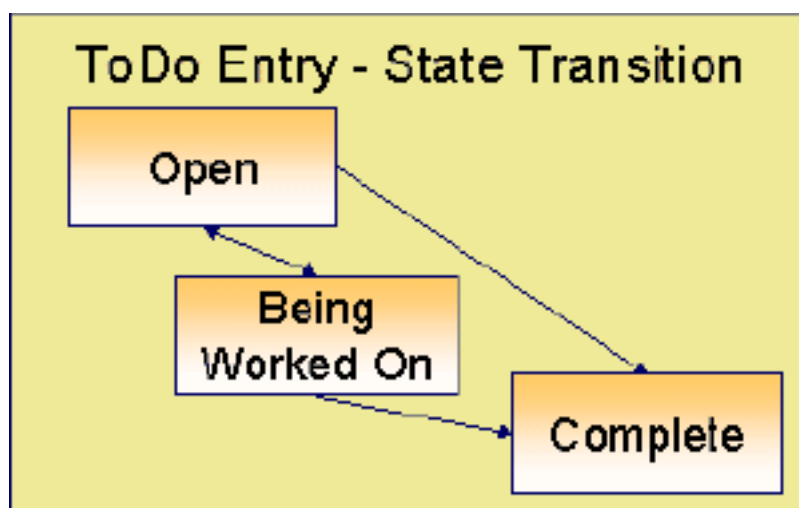 ToDo Entry - State Transition
Open
Being
Worked On
Complete